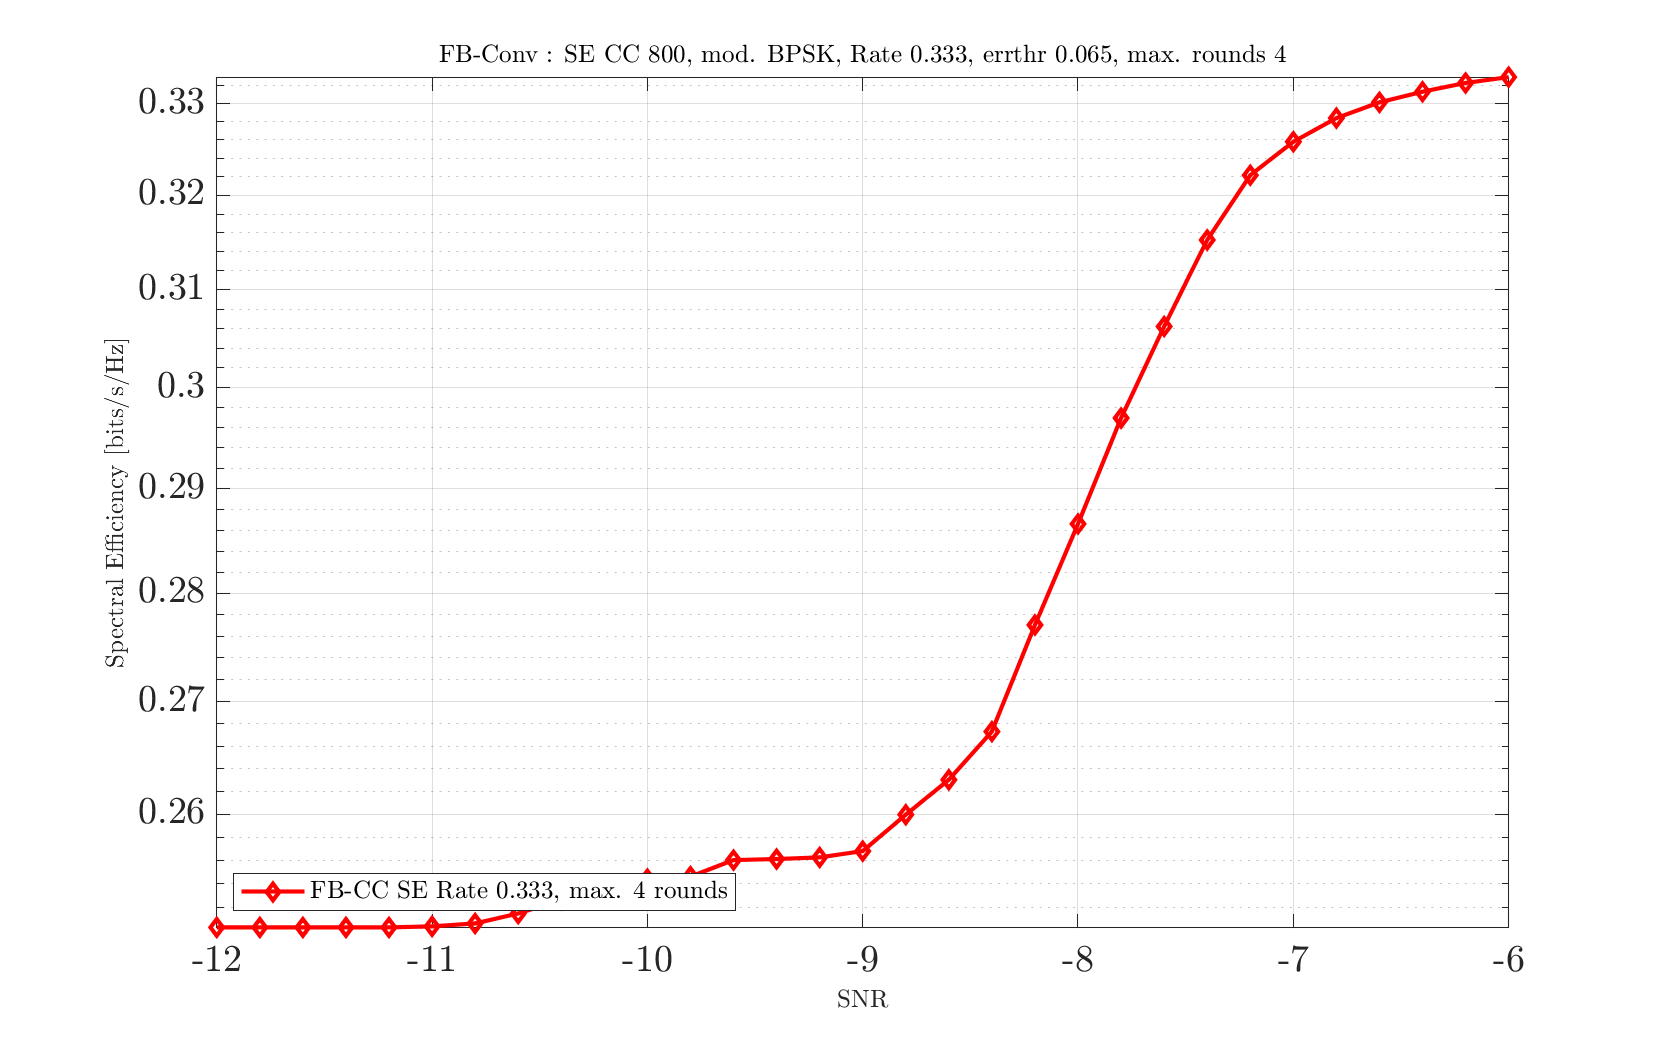 FB-Conv : SE CC 800, mod. BPSK, Rate 0.333, errthr 0.065, max. rounds 4
Spectral Efficiency [bits/s/Hz]
0.33
0.32
0.31
0.3
0.29
0.28
0.27
0.26
FB-CC SE Rate 0.333, max. 4 rounds
-12 -11 -10 -9 -8 -7 -6
SNR